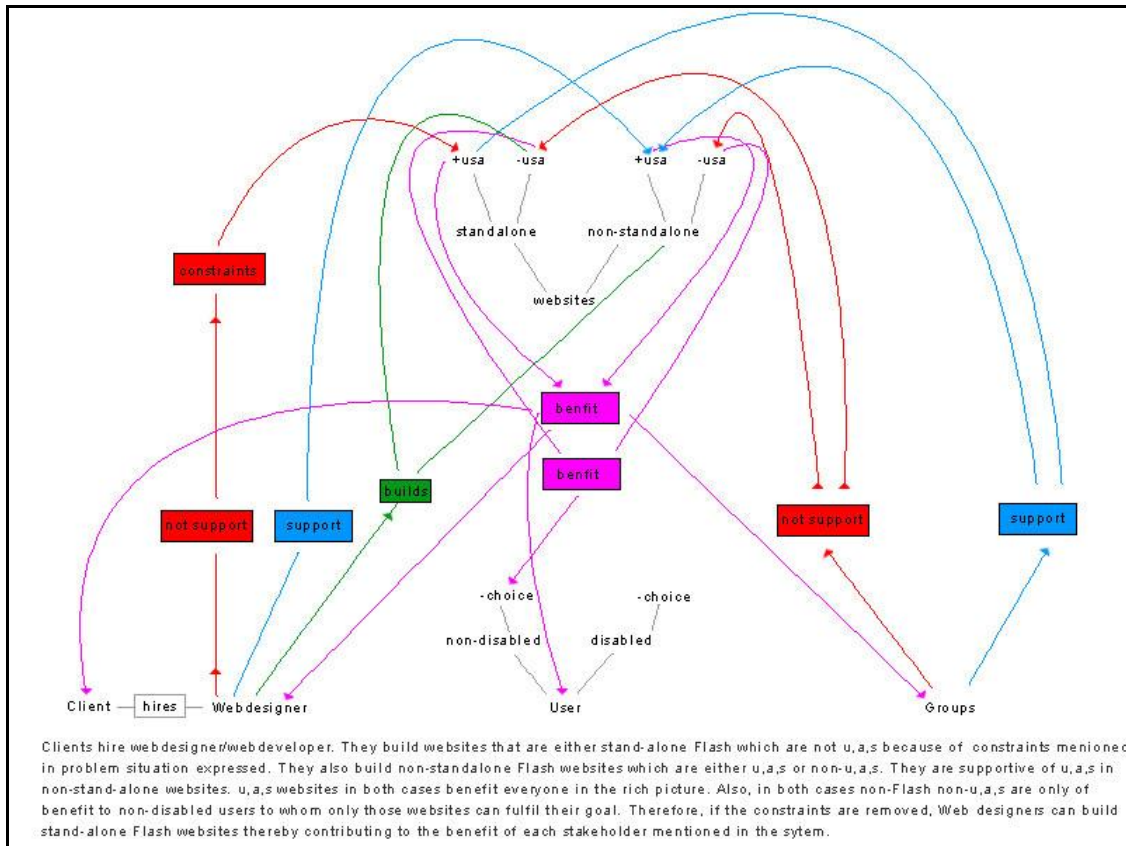 +usa -usa +usa -usa
standalone non-standalone
constraints
websites
benfit
benfit
builds
not support support not support support
-choice -choice
non-disabled disabled
Client hires Webdesigner User Groups
Clients hire webdesigner/webdeveloper. They build websites that are either stand-alone Flash which are not u,a,s because of constraints menioned
in problem situation expressed. They also build non-standalone Flash websites which are either u,a,s or non-u,a,s. They are supportive of u,a,s in
non-stand-alone websites. u,a,s websites in both cases benefit everyone in the rich picture. Also, in both cases non-Flash non-u,a,s are only of
benefit to non-disabled users to whom only those websites can fulfil their goal. Therefore, if the constraints are removed, Web designers can build
stand-alone Flash websites thereby contributing to the benefit of each stakeholder mentioned in the sytem.